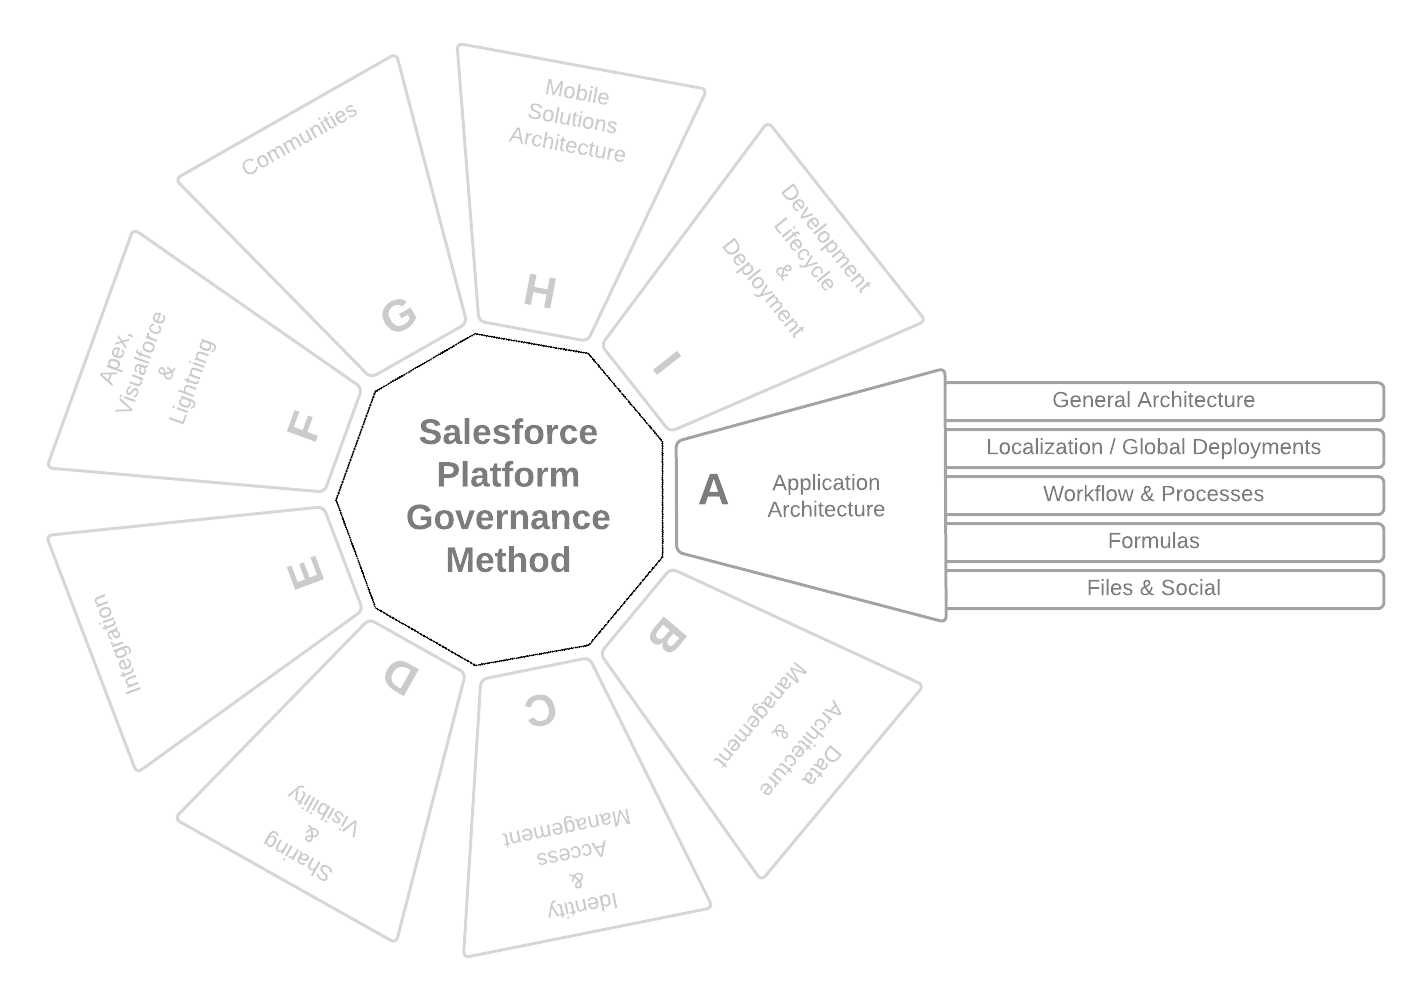 Salesforce
Platform
Governance
Method
A
Application
Architecture
General Architecture
Localization / Global Deployments
Workflow & Processes
Formulas
Files & Social
B
Data
Architecture
&
Management
C
Identity
&
Access
Management
D
Sharing
&
Visibility
E
Integration
F
Apex,
Visualforce
&
Lightning
G
Communities
H
Mobile
Solutions
Architecture
I
Development
Lifecycle
&
Deployment